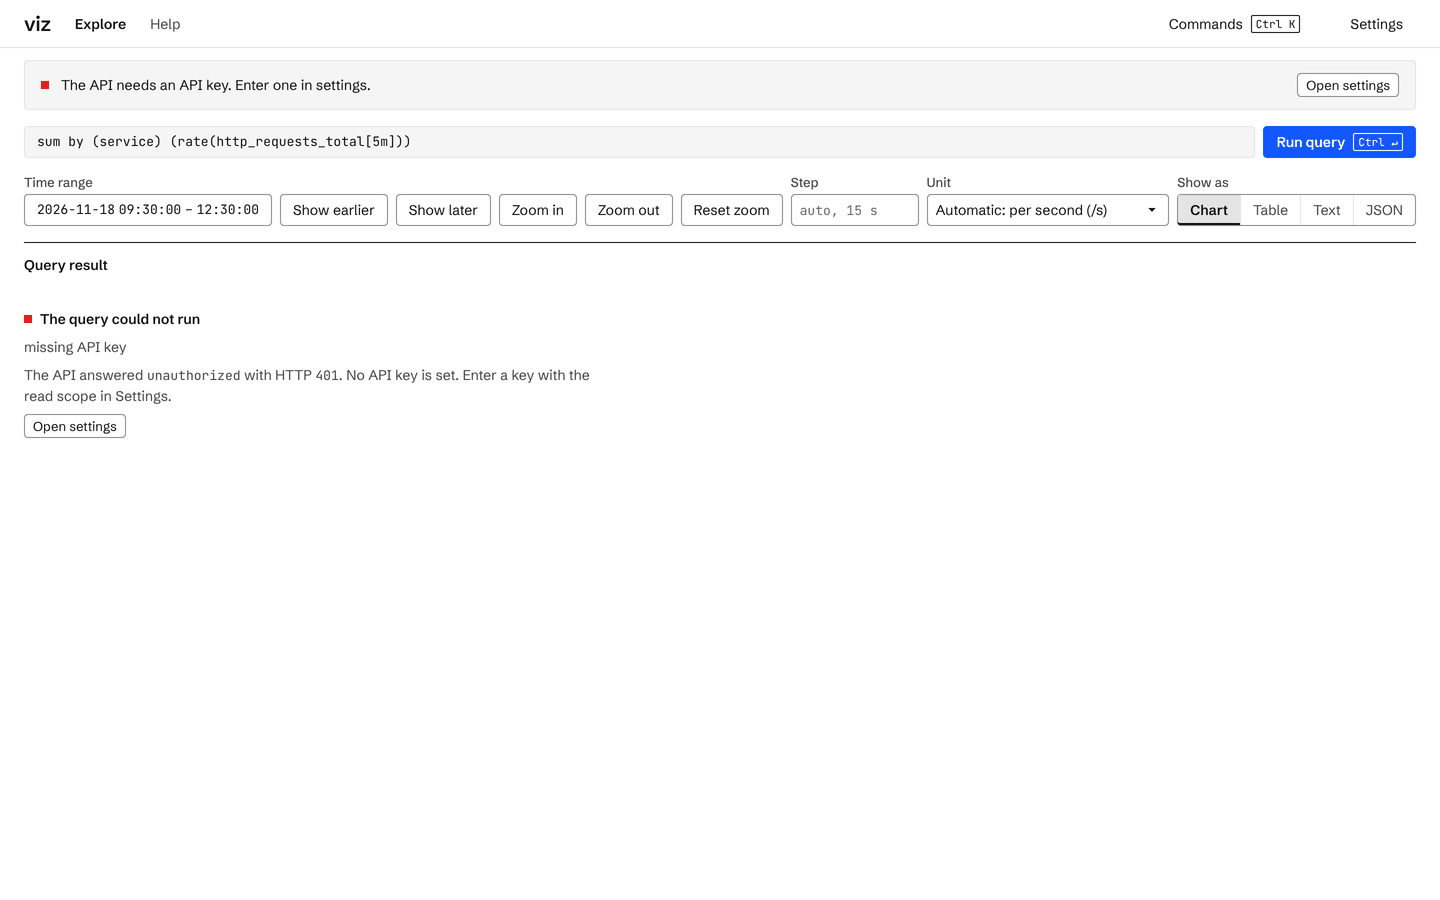 viz Explore Help Commands Ctrl K Settings
The API needs an API key. Enter one in settings. Open settings
sum by (service) (rate(http_requests_total[5m])) Run query Ctrl ↵
Time range Step Unit Show as
2026-11-18 09:30:00 – 12:30:00 Show earlier Show later Zoom in Zoom out Reset zoom auto, 15 s Automatic: per second (/s) Chart Table Text JSON
Query result
The query could not run
missing API key
The API answered unauthorized with HTTP 401. No API key is set. Enter a key with the
read scope in Settings.
Open settings